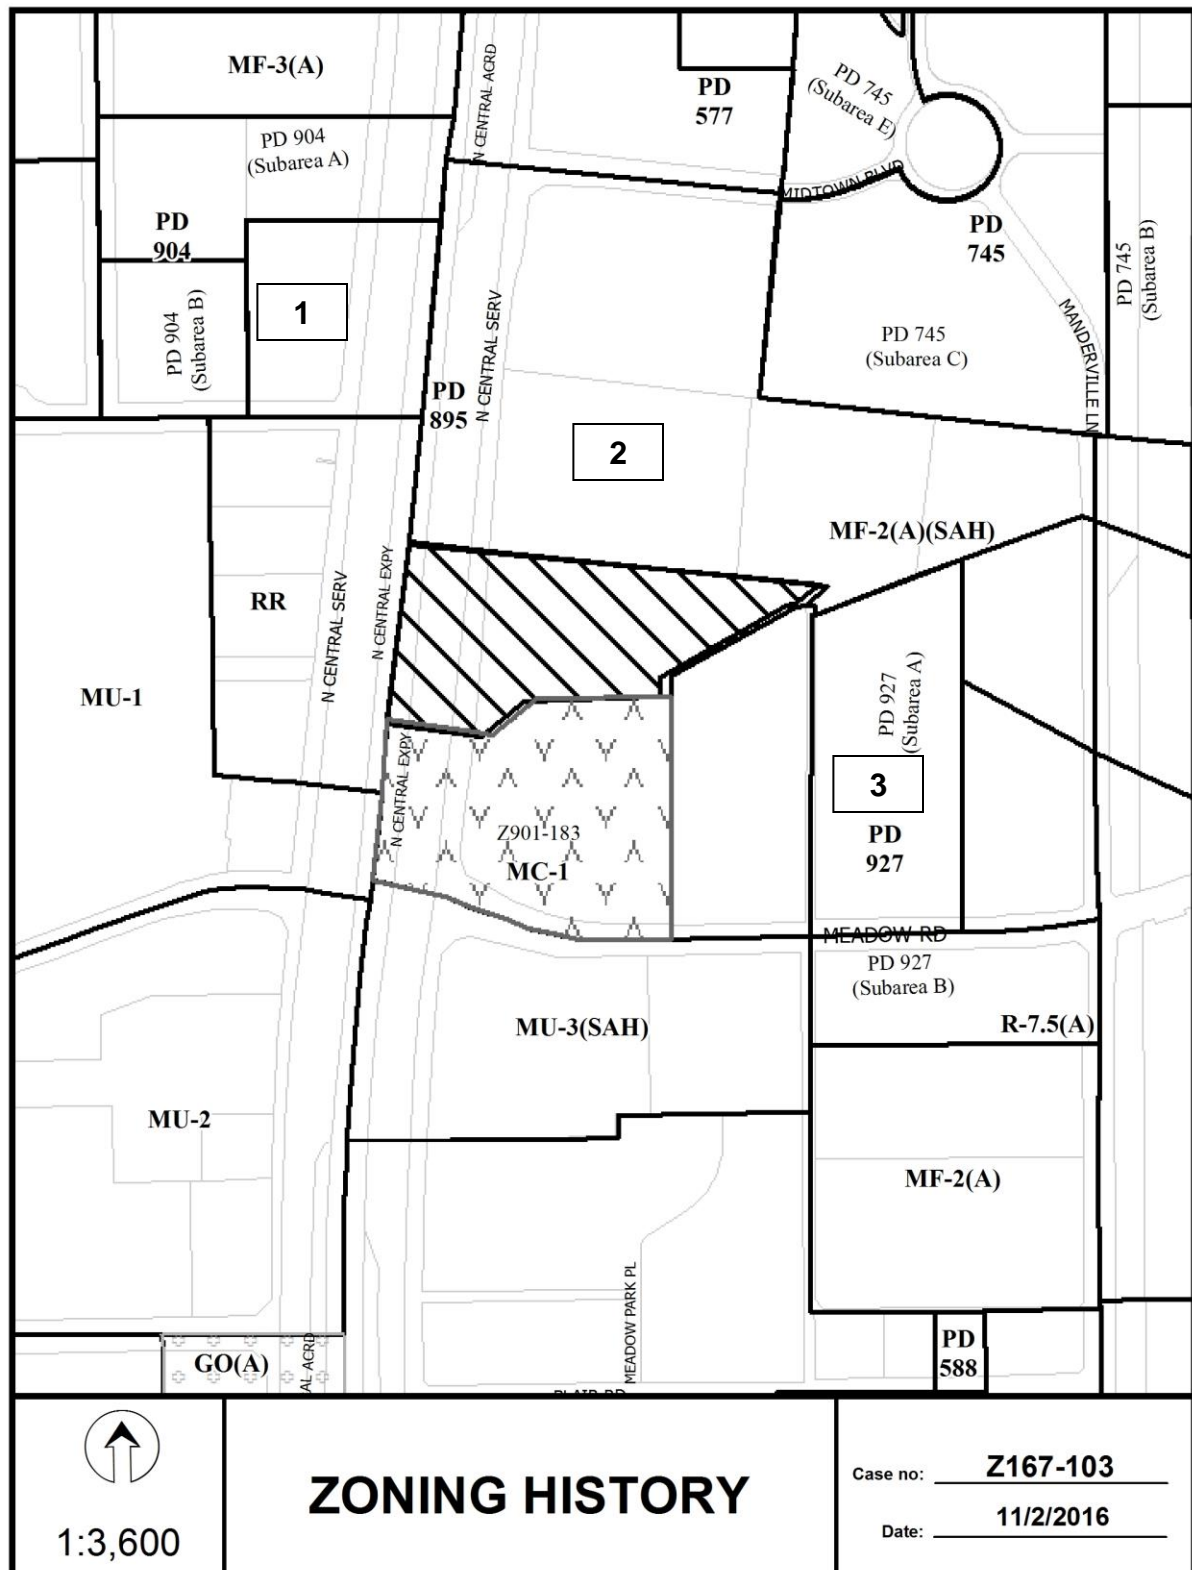 MF-3(A)
N CENTRAL ACRD
PD
577
PD 745
(Subarea E)
PD 904
(Subarea A)
MIDTOWN BLVD
PD
904
PD
745
PD 745
(Subarea B)
1
PD 904
(Subarea B)
N CENTRAL SERV
MANDERVILLE LN
PD 745
(Subarea C)
PD
895
2
MF-2(A)(SAH)
RR
N CENTRAL SERV
N CENTRAL EXPY
MU-1
PD 927
(Subarea A)
3
N CENTRAL EXPY
Z901-183
MC-1
PD
927
MEADOW RD
PD 927
(Subarea B)
MU-3(SAH)
R-7.5(A)
MU-2
MF-2(A)
MEADOW PARK PL
GO(A)
AL ACRD
PD
588
BLAIR RD
1:3,600
ZONING HISTORY
Case no: Z167-103
Date: 11/2/2016